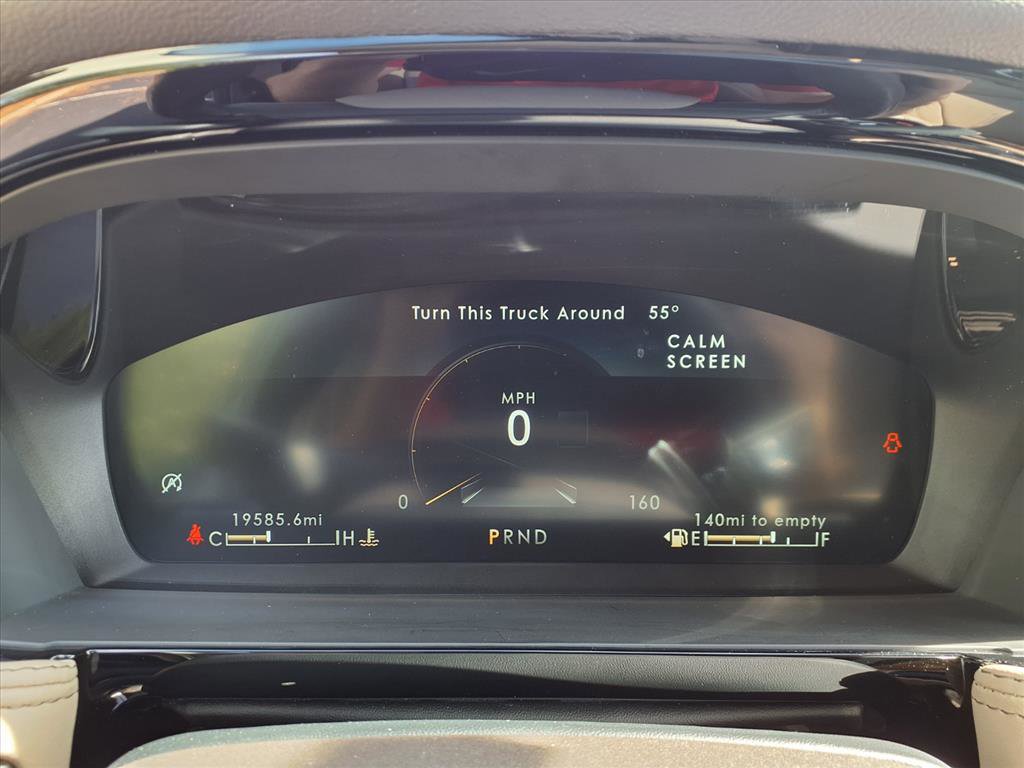 Turn This Truck Around 55°
CALM
SCREEN
MPH
0
0 160
19585.6mi
140mi to empty
C H
PRND
E F